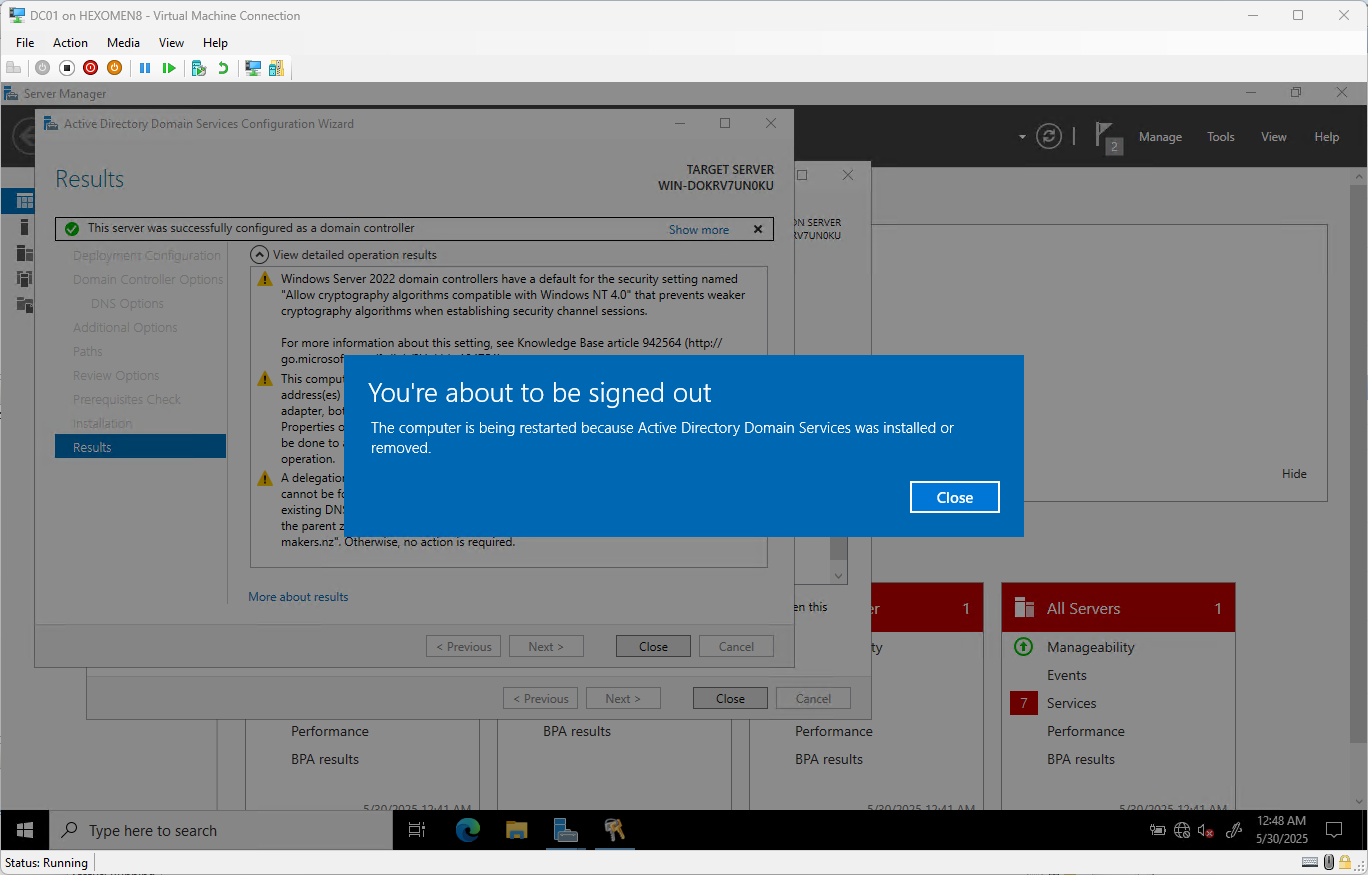 DC01 on HEXOMEN8 - Virtual Machine Connection
File Action Media View Help
Server Manager
Manage Tools View Help
2
Active Directory Domain Services Configuration Wizard
Results
TARGET SERVER
WIN-DOKRV7UN0KU
ON SERVER
RV7UN0KU
This server was successfully configured as a domain controller
Show more
Deployment Configuration
Domain Controller Options
DNS Options
Additional Options
Paths
Review Options
Prerequisites Check
Installation
Results
View detailed operation results
Windows Server 2022 domain controllers have a default for the security setting named
"Allow cryptography algorithms compatible with Windows NT 4.0" that prevents weaker
cryptography algorithms when establishing security channel sessions.
For more information about this setting, see Knowledge Base article 942564 (http://
go.microsof
This comput
address(es)
adapter, bot
Properties o
be done to
operation.
A delegation
cannot be fo
existing DNS
the parent z
makers.nz". Otherwise, no action is required.
You're about to be signed out
The computer is being restarted because Active Directory Domain Services was installed or
removed.
Close
Hide
More about results
en this
< Previous Next > Close Cancel
< Previous Next > Close Cancel
er 1
ty
Performance
BPA results
BPA results
Performance
BPA results
All Servers 1
Manageability
Events
7 Services
Performance
BPA results
5/30/2025 12:41 AM
5/30/2025 12:41 AM
5/30/2025 12:41 AM
Type here to search
12:48 AM
5/30/2025
Status: Running